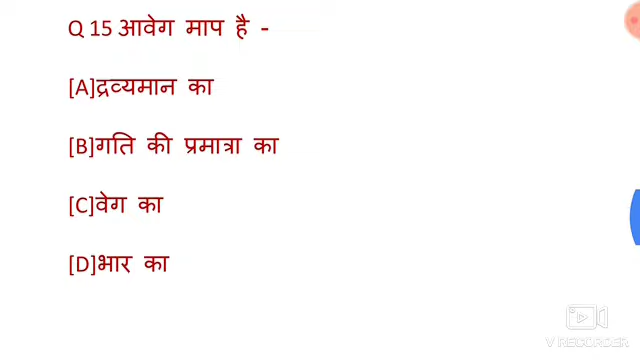 Q 15 आवेग माप है -
[A]द्रव्यमान का
[B]गति की प्रमात्रा का
[C]वेग का
[D]भार का
V RECORDER